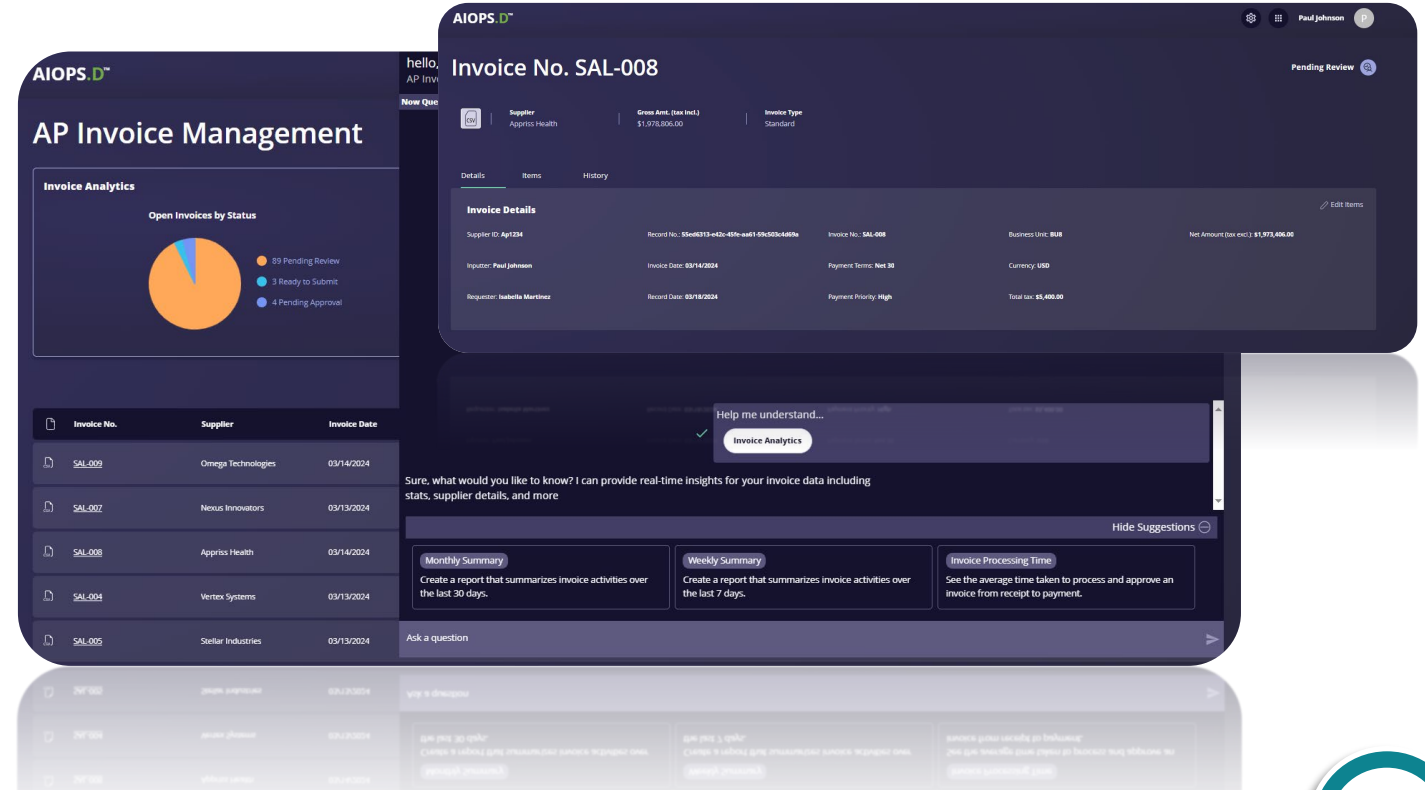 AIOPS.D™
Paul Johnson
P
Invoice No. SAL-008
Pending Review
CSV
Supplier
Appriss Health
Gross Amt. (tax incl.)
$1,978,806.00
Invoice Type
Standard
Details Items History
Invoice Details
Edit Items
Supplier ID: Ap1234
Record No.: 55ed6313-e42c-45fe-aa61-59c503c4d69a
Invoice No.: SAL-008
Business Unit: BU8
Net Amount (tax excl.): $1,973,406.00
Inputter: Paul Johnson
Invoice Date: 03/14/2024
Payment Terms: Net 30
Currency: USD
Requester: Isabella Martinez
Record Date: 03/18/2024
Payment Priority: High
Total tax: $5,400.00
AIOPS.D™
AP Invoice Management
Invoice Analytics
Open Invoices by Status
89 Pending Review
3 Ready to Submit
4 Pending Approval
Invoice No. Supplier Invoice Date
SAL-009 Omega Technologies 03/14/2024
SAL-007 Nexus Innovators 03/13/2024
SAL-008 Appriss Health 03/14/2024
SAL-004 Vertex Systems 03/13/2024
SAL-005 Stellar Industries 03/13/2024
hello,
AP Inv
Now Que
Help me understand...
Invoice Analytics
Sure, what would you like to know? I can provide real-time insights for your invoice data including
stats, supplier details, and more
Hide Suggestions
Monthly Summary
Create a report that summarizes invoice activities over
the last 30 days.
Weekly Summary
Create a report that summarizes invoice activities over
the last 7 days.
Invoice Processing Time
See the average time taken to process and approve an
invoice from receipt to payment.
Ask a question